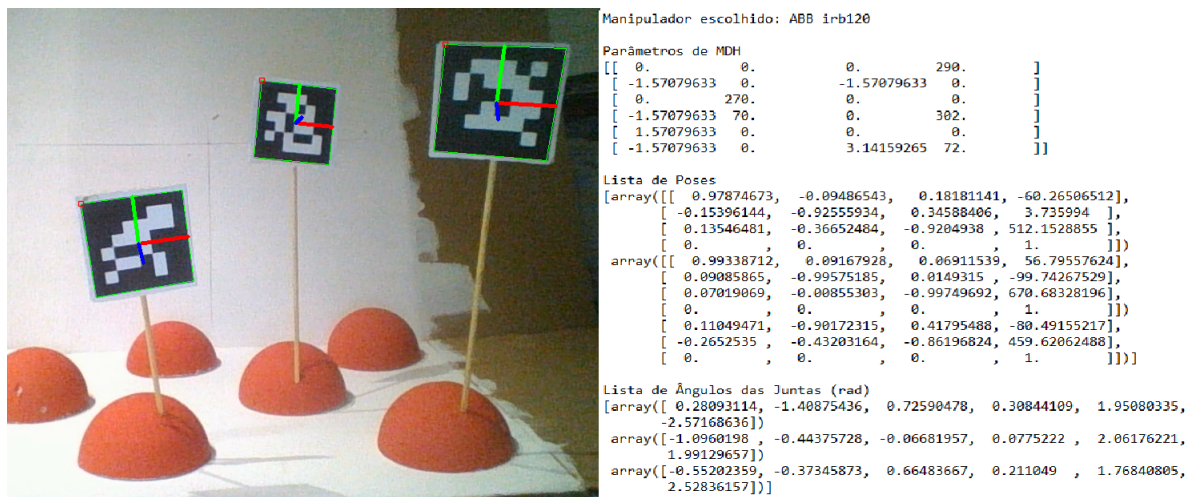 Manipulador escolhido: ABB irb120
Parâmetros de MDH
[[ 0. 0. 0. 290. ]
[ -1.57079633 0. -1.57079633 0. ]
[ 0. 270. 0. 0. ]
[ -1.57079633 70. 0. 302. ]
[ 1.57079633 0. 0. 0. ]
[ -1.57079633 0. 3.14159265 72. ]]
Lista de Poses
[array([[ 0.97874673, -0.09486543, 0.18181141, -60.26506512],
[ -0.15396144, -0.92555934, 0.34588406, 3.735994 ],
[ 0.13546481, -0.36652484, -0.9204938 , 512.1528855 ],
[ 0. , 0. , 0. , 1. ]])
array([[ 0.99338712, 0.09167928, 0.06911539, 56.79557624],
[ 0.09085865, -0.99575185, 0.0149315 , -99.74267529],
[ 0.07019069, -0.00855303, -0.99749692, 670.68328196],
[ 0. , 0. , 0. , 1. ]])
[ 0.11049471, -0.90172315, 0.41795488, -80.49155217],
[ -0.2652535 , -0.43203164, -0.86196824, 459.62062488],
[ 0. , 0. , 0. , 1. ]])]
Lista de Ângulos das Juntas (rad)
[array([ 0.28093114, -1.40875436, 0.72590478, 0.30844109, 1.95080335,
-2.57168636])
array([-1.0960198 , -0.44375728, -0.06681957, 0.0775222 , 2.06176221,
1.99129657])
array([-0.55202359, -0.37345873, 0.66483667, 0.211049 , 1.76840805,
2.52836157])]